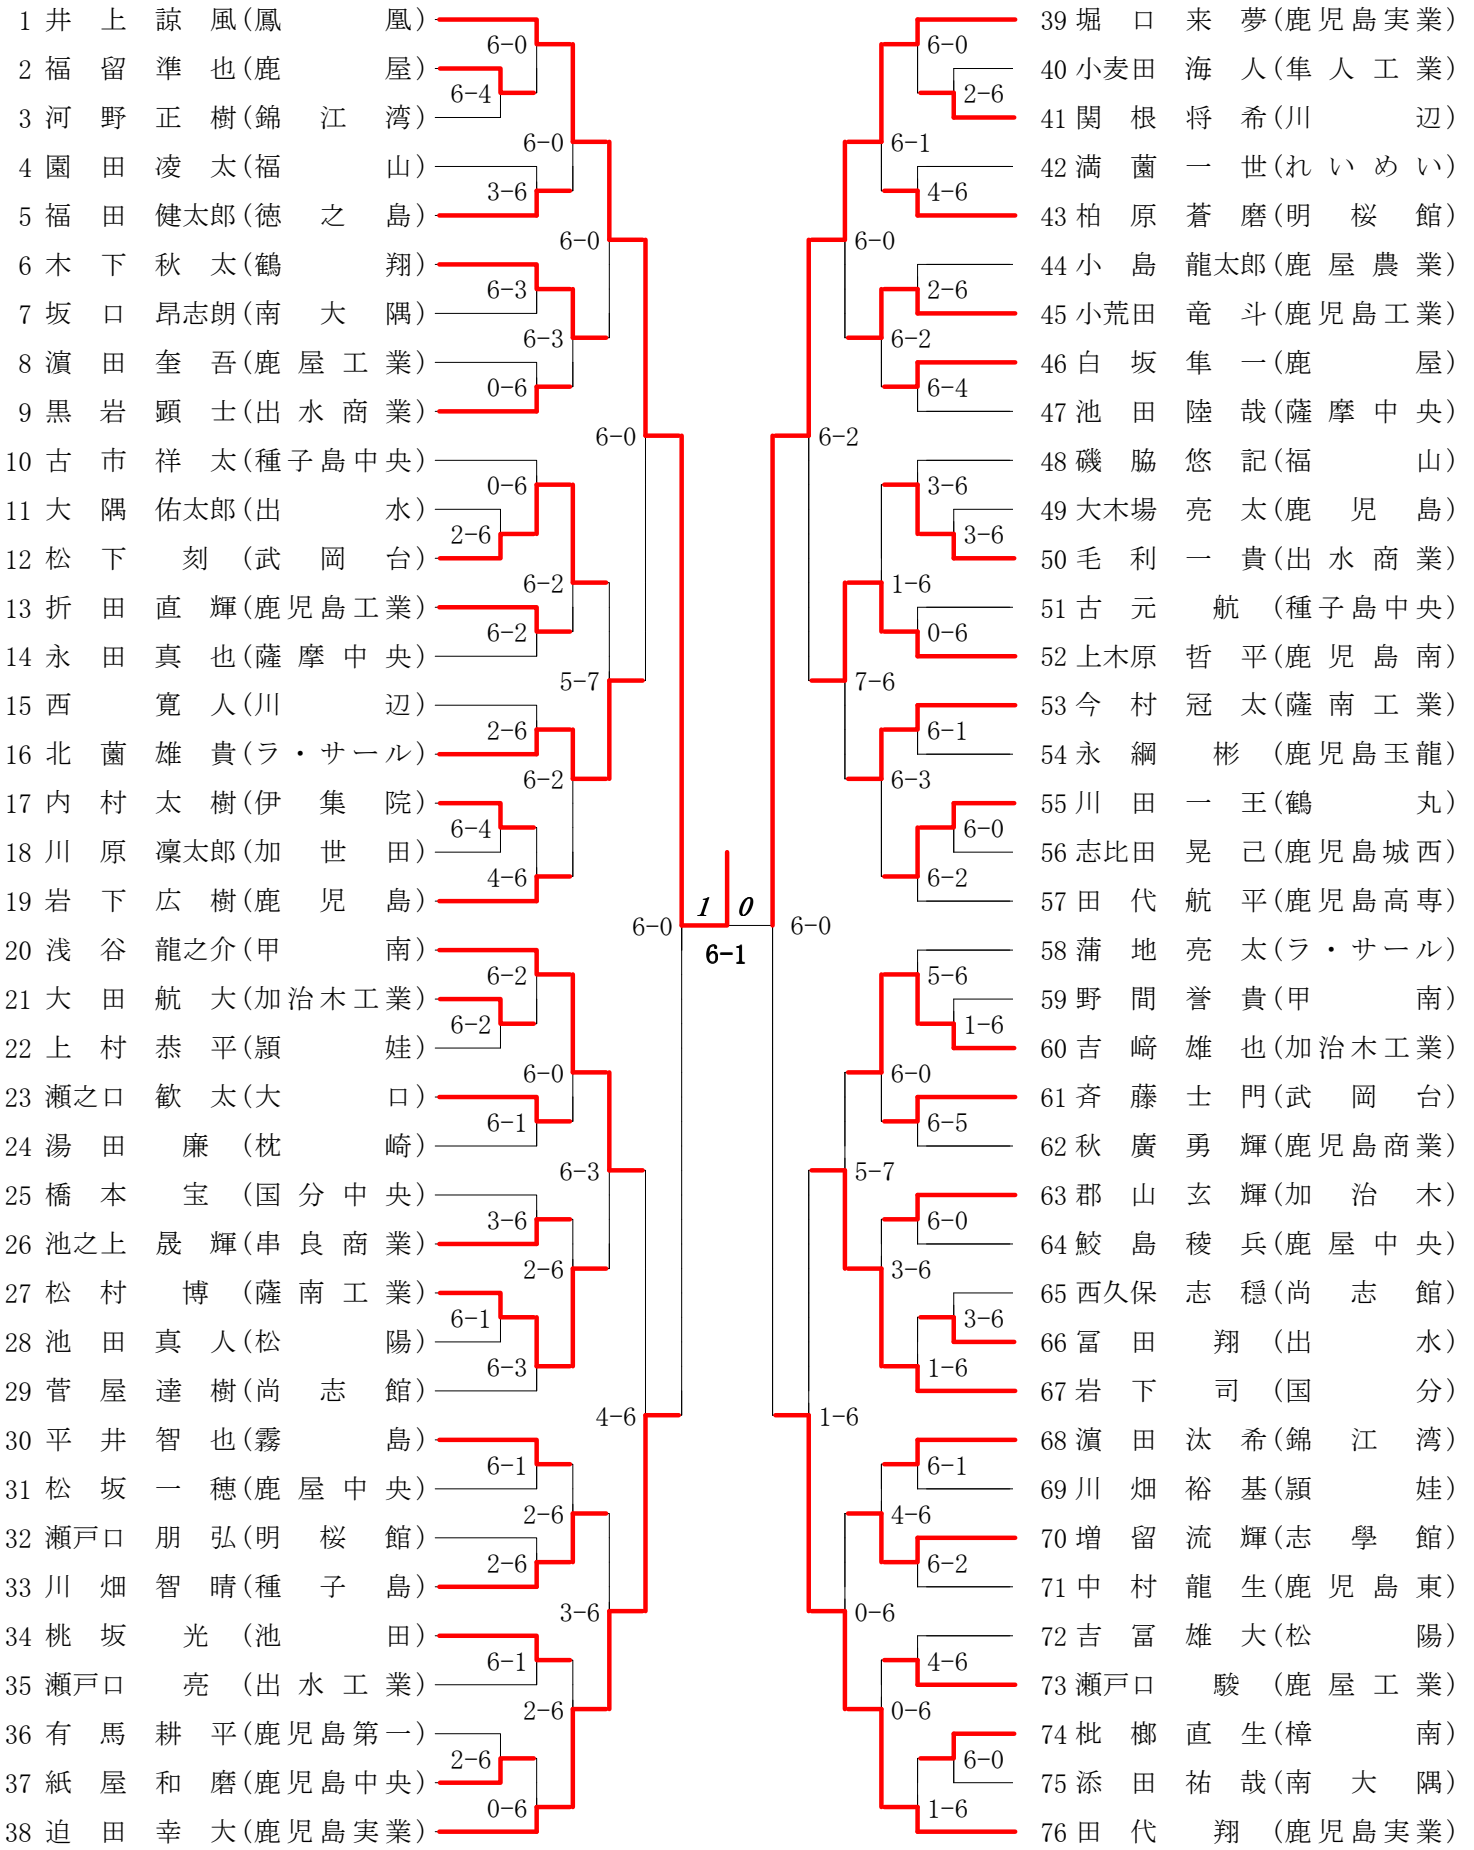 1 井上 諒風(鳳凰)
2 福留 準也(鹿屋)
3 河野 正樹(錦江湾)
4 園田 凌太(福山)
5 福田 健太郎(徳之島)
6 木下 秋太(鶴翔)
7 坂口 昂志朗(南大隅)
8 濵田 奎吾(鹿屋工業)
9 黒岩 顕士(出水商業)
10 古市 祥太(種子島中央)
11 大隅 佑太郎(出水)
12 松下 刻(武岡台)
13 折田 直輝(鹿児島工業)
14 永田 真也(薩摩中央)
15 西 寛人(川辺)
16 北薗 雄貴(ラ・サール)
17 内村 太樹(伊集院)
18 川原 凜太郎(加世田)
19 岩下 広樹(鹿児島)
20 浅谷 龍之介(甲南)
21 大田 航大(加治木工業)
22 上村 恭平(頴娃)
23 瀬之口 歓太(大口)
24 湯田 廉(枕崎)
25 橋本 宝(国分中央)
26 池之上 晟輝(串良商業)
27 松村 博(薩南工業)
28 池田 真人(松陽)
29 菅屋 達樹(尚志館)
30 平井 智也(霧島)
31 松坂 一穂(鹿屋中央)
32 瀬戸口 朋弘(明桜館)
33 川畑 智晴(種子島)
34 桃坂 光(池田)
35 瀬戸口 亮(出水工業)
36 有馬 耕平(鹿児島第一)
37 紙屋 和磨(鹿児島中央)
38 迫田 幸大(鹿児島実業)
6-0
6-4
6-0
3-6
6-0
6-3
6-3
0-6
6-0
0-6
2-6
6-2
6-2
5-7
2-6
6-2
6-4
4-6
6-0
6-2
6-2
6-0
6-1
6-3
3-6
2-6
6-1
6-3
4-6
6-1
2-6
2-6
3-6
6-1
2-6
2-6
0-6
1 0
6-1
6-0
2-6
6-1
4-6
6-0
2-6
6-2
6-4
6-2
3-6
3-6
1-6
0-6
7-6
6-1
6-3
6-0
6-2
6-0
5-6
1-6
6-0
6-5
5-7
6-0
3-6
3-6
1-6
1-6
6-1
4-6
6-2
0-6
4-6
0-6
6-0
1-6
39 堀口 来夢(鹿児島実業)
40 小麦田 海人(隼人工業)
41 関根 将希(川辺)
42 満薗 一世(れいめい)
43 柏原 蒼磨(明桜館)
44 小島 龍太郎(鹿屋農業)
45 小荒田 竜斗(鹿児島工業)
46 白坂 隼一(鹿屋)
47 池田 陸哉(薩摩中央)
48 磯脇 悠記(福山)
49 大木場 亮太(鹿児島)
50 毛利 一貴(出水商業)
51 古元 航(種子島中央)
52 上木原 哲平(鹿児島南)
53 今村 冠太(薩南工業)
54 永綱 彬(鹿児島玉龍)
55 川田 一王(鶴丸)
56 志比田 晃己(鹿児島城西)
57 田代 航平(鹿児島高専)
58 蒲地 亮太(ラ・サール)
59 野間 誉貴(甲南)
60 吉﨑 雄也(加治木工業)
61 斉藤 士門(武岡台)
62 秋廣 勇輝(鹿児島商業)
63 郡山 玄輝(加治木)
64 鮫島 稜兵(鹿屋中央)
65 西久保 志穏(尚志館)
66 冨田 翔(出水)
67 岩下 司(国分)
68 濵田 汰希(錦江湾)
69 川畑 裕基(頴娃)
70 増留 流輝(志學館)
71 中村 龍生(鹿児島東)
72 吉冨 雄大(松陽)
73 瀬戸口 駿(鹿屋工業)
74 枇榔 直生(樟南)
75 添田 祐哉(南大隅)
76 田代 翔(鹿児島実業)